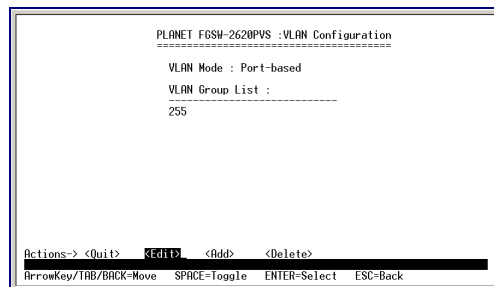 PLANET FGSW-2620PVS :VLAN Configuration
=======================================
VLAN Mode : Port-based
VLAN Group List :
----------------------------
255
Actions-> <Quit> <Edit> <Add> <Delete>
ArrowKey/TAB/BACK=Move SPACE=Toggle ENTER=Select ESC=Back